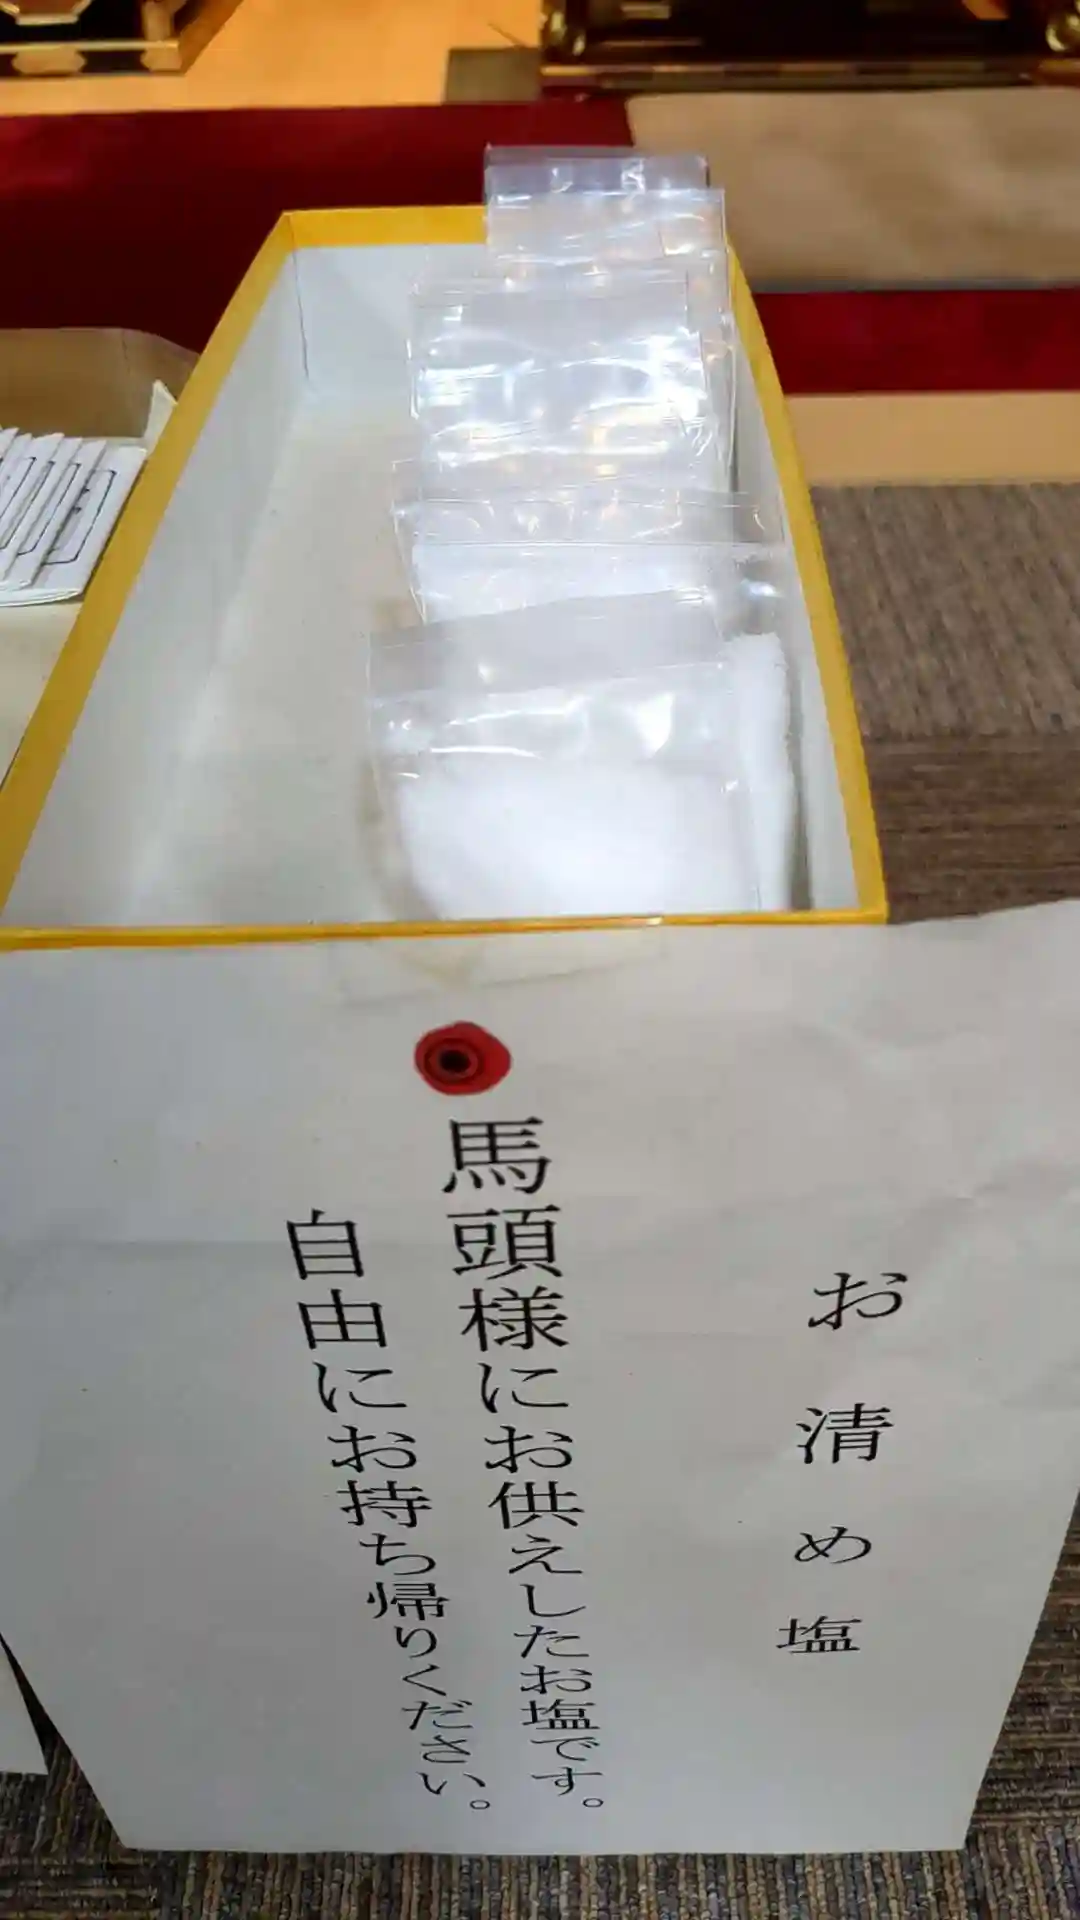 お清め塩
馬頭様にお供えしたお塩です。
自由にお持ち帰りください。